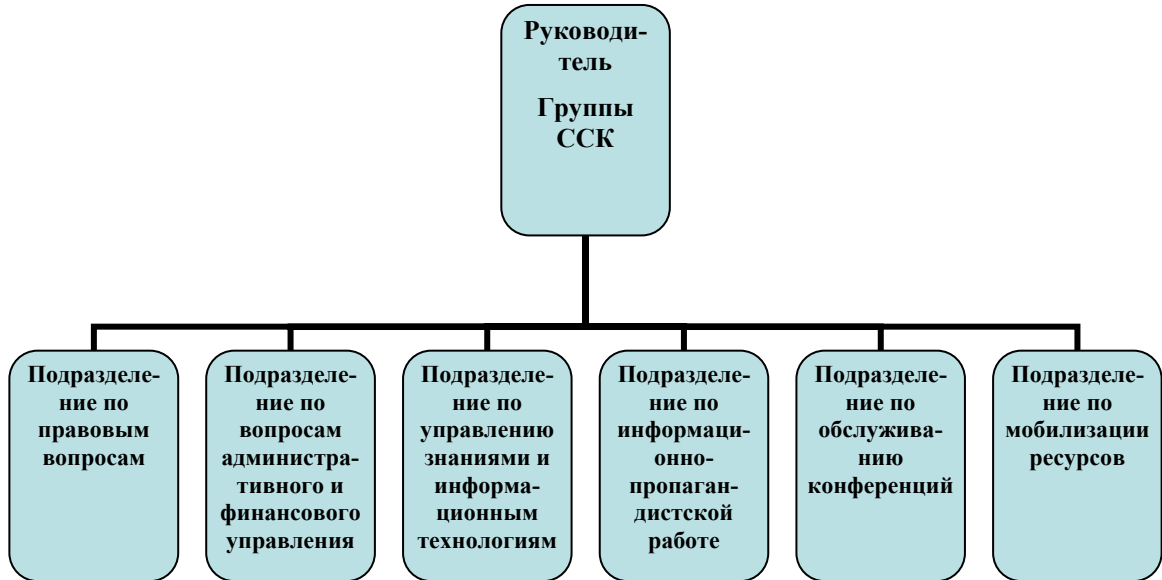 Руководи-
тель
Группы
ССК
Подразделе-
ние по
правовым
вопросам
Подразделе-
ние по
вопросам
администра-
тивного и
финансового
управления
Подразделе-
ние по
управлению
знаниями и
информа-
ционным
технологиям
Подразделе-
ние по
информаци-
онно-
пропаган-
дистской
работе
Подразделе-
ние по
обслужива-
нию
конференций
Подразделе-
ние по
мобилизации
ресурсов